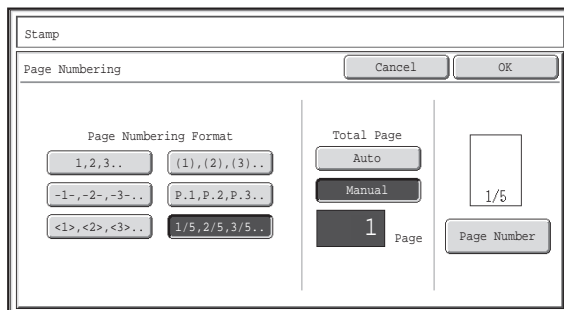 Stamp
Page Numbering
Cancel
OK
Page Numbering Format
1,2,3..
(1),(2),(3)..
-1-,-2-,-3-..
P.1,P.2,P.3..
<1>,<2>,<3>..
1/5,2/5,3/5..
Total Page
Auto
Manual
1 Page
1/5
Page Number